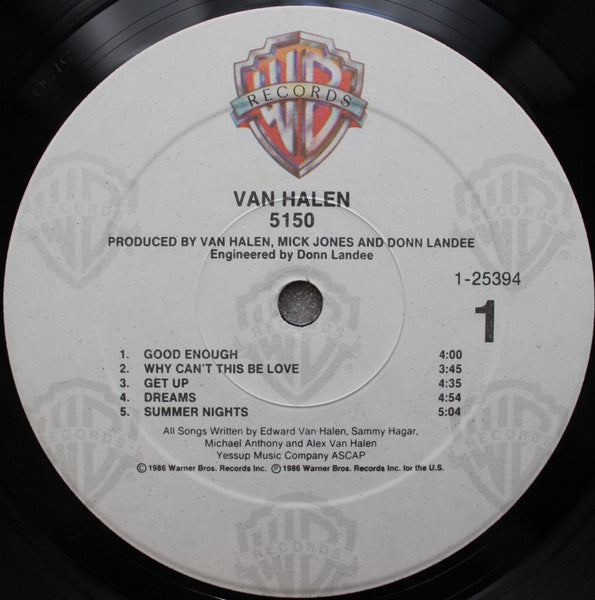 WB
RECORDS
VAN HALEN
5150
PRODUCED BY VAN HALEN, MICK JONES AND DONN LANDEE
Engineered by Donn Landee
1-25394
1
1. GOOD ENOUGH 4:00
2. WHY CAN'T THIS BE LOVE 3:45
3. GET UP 4:35
4. DREAMS 4:54
5. SUMMER NIGHTS 5:04
All Songs Written by Edward Van Halen, Sammy Hagar,
Michael Anthony and Alex Van Halen
Yessup Music Company ASCAP
©1986 Warner Bros. Records Inc. ℗1986 Warner Bros. Records Inc. for the U.S.